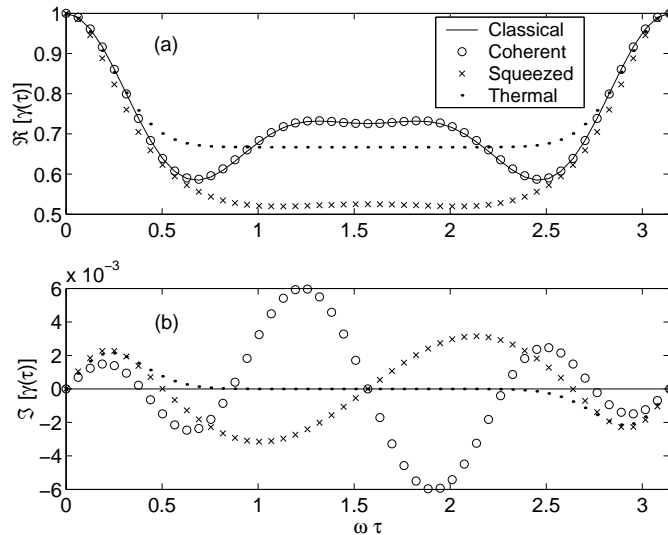 1
0.9
0.8
0.7
0.6
0.5
ℜ [γ(τ)]
(a)
Classical
Coherent
Squeezed
Thermal
0 0.5 1 1.5 2 2.5 3
x 10⁻³
6
4
2
0
−2
−4
−6
ℑ [γ(τ)]
(b)
0 0.5 1 1.5 2 2.5 3
ω τ